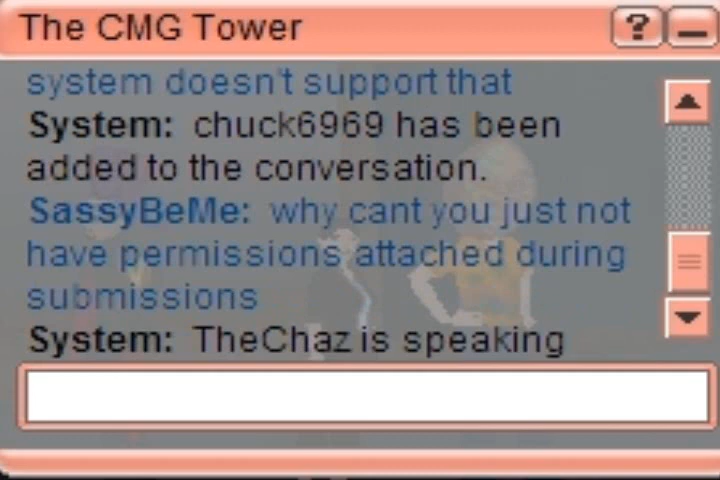 The CMG Tower
?
system doesn't support that
System: chuck6969 has been
added to the conversation.
SassyBeMe: why cant you just not
have permissions attached during
submissions
System: TheChaz is speaking